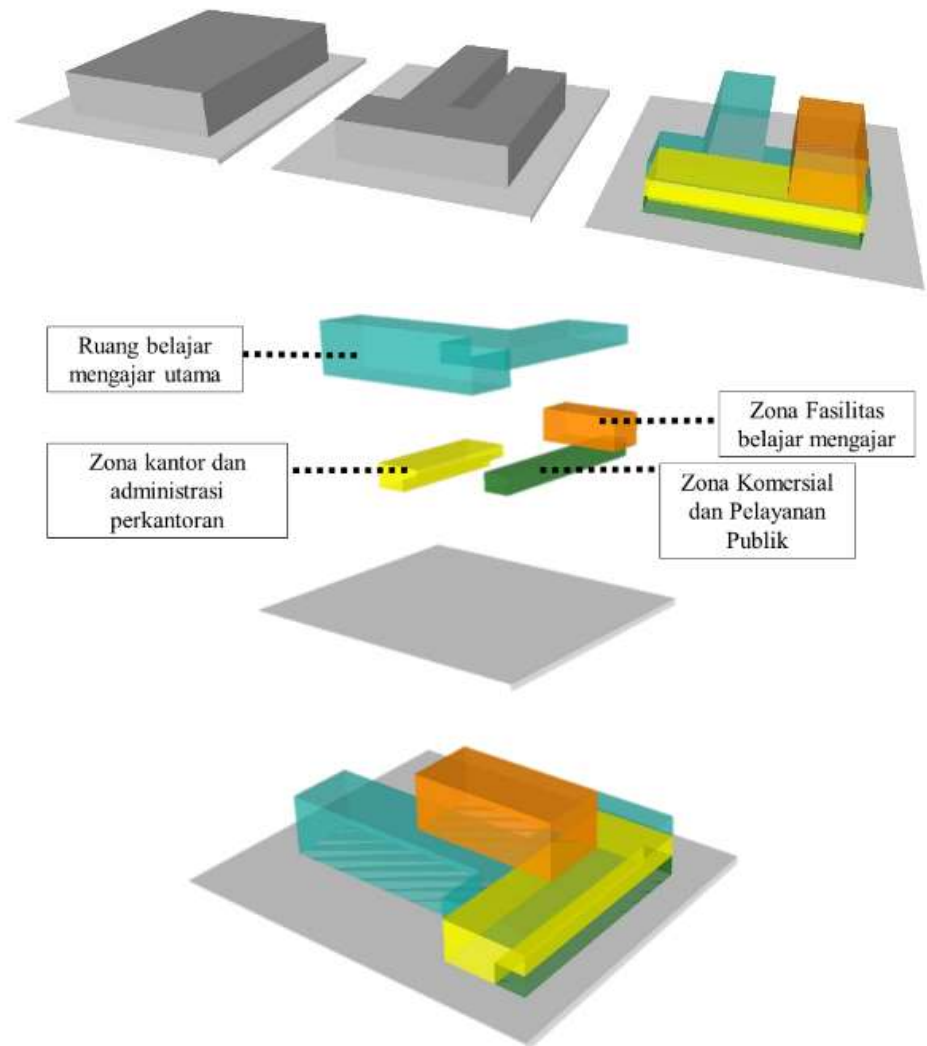 Ruang belajar
mengajar utama
Zona Fasilitas
belajar mengajar
Zona kantor dan
administrasi
perkantoran
Zona Komersial
dan Pelayanan
Publik